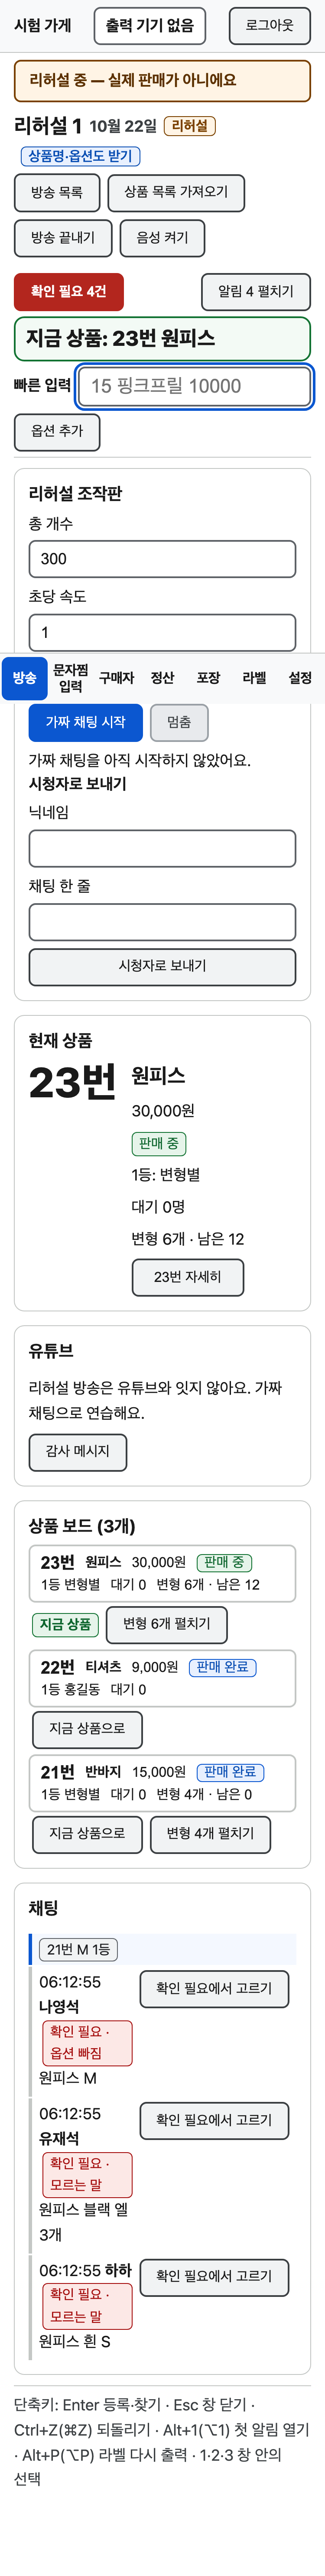 시험 가게 출력 기기 없음 로그아웃
리허설 중 — 실제 판매가 아니에요
리허설 1 10월 22일 리허설
상품명·옵션도 받기
방송 목록 상품 목록 가져오기
방송 끝내기 음성 켜기
확인 필요 4건 알림 4 펼치기
지금 상품: 23번 원피스
빠른 입력 15 핑크프릴 10000
옵션 추가
리허설 조작판
총 개수
300
초당 속도
1
방송 문자찜 입력 구매자 정산 포장 라벨 설정
가짜 채팅 시작 멈춤
가짜 채팅을 아직 시작하지 않았어요.
시청자로 보내기
닉네임
채팅 한 줄
시청자로 보내기
현재 상품
23번 원피스
30,000원
판매 중
1등: 변형별
대기 0명
변형 6개 · 남은 12
23번 자세히
유튜브
리허설 방송은 유튜브와 잇지 않아요. 가짜
채팅으로 연습해요.
감사 메시지
상품 보드 (3개)
23번 원피스 30,000원 판매 중
1등 변형별 대기 0 변형 6개 · 남은 12
지금 상품 변형 6개 펼치기
22번 티셔츠 9,000원 판매 완료
1등 홍길동 대기 0
지금 상품으로
21번 반바지 15,000원 판매 완료
1등 변형별 대기 0 변형 4개 · 남은 0
지금 상품으로 변형 4개 펼치기
채팅
21번 M 1등
06:12:55 확인 필요에서 고르기
나영석
확인 필요 ·
옵션 빠짐
원피스 M
06:12:55 확인 필요에서 고르기
유재석
확인 필요 ·
모르는 말
원피스 블랙 엘
3개
06:12:55 하하 확인 필요에서 고르기
확인 필요 ·
모르는 말
원피스 흰 S
단축키: Enter 등록·찾기 · Esc 창 닫기 ·
Ctrl+Z(⌘Z) 되돌리기 · Alt+1(⌥1) 첫 알림 열기
· Alt+P(⌥P) 라벨 다시 출력 · 1·2·3 창 안의
선택